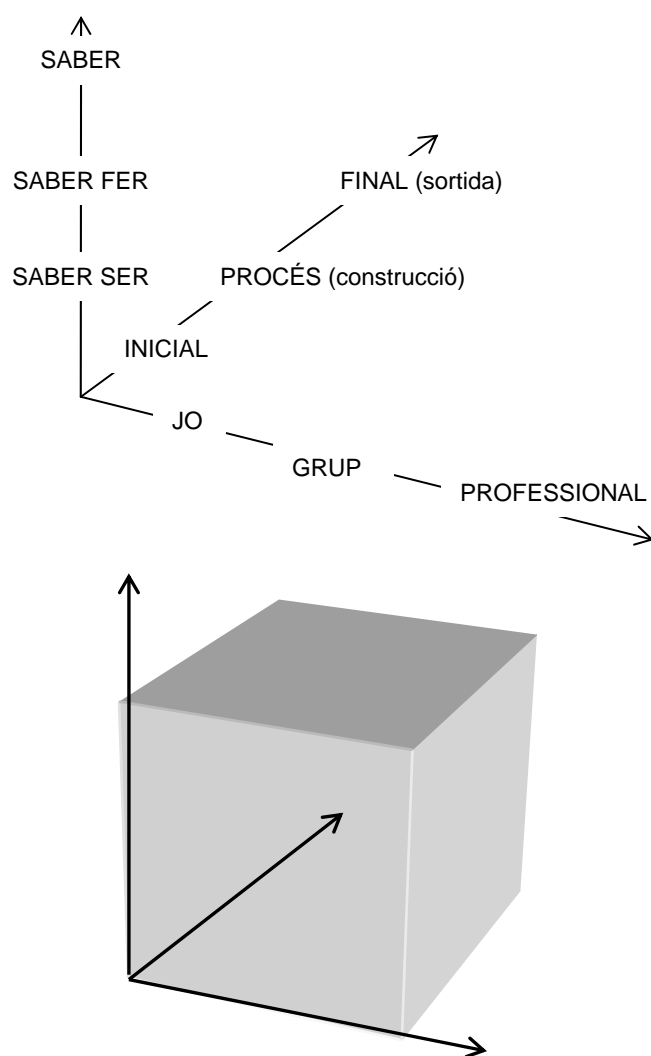 SABER
SABER FER
FINAL (sortida)
SABER SER
PROCÉS (construcció)
INICIAL
JO
GRUP
PROFESSIONAL